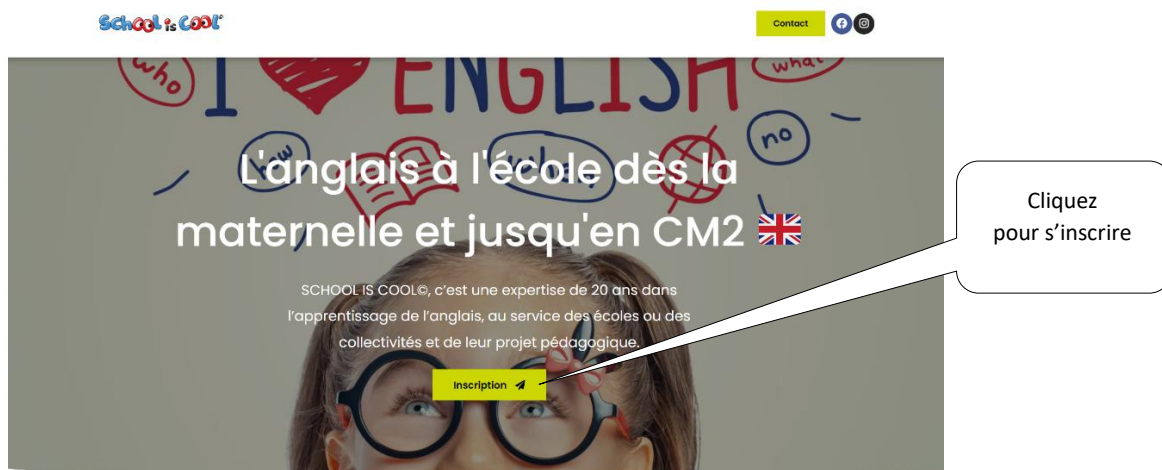 School is Cool
Contact
who
I ENGLISH
what
how
when
no
L'anglais à l'école dès la
maternelle et jusqu'en CM2
SCHOOL IS COOL©, c'est une expertise de 20 ans dans
l'apprentissage de l'anglais, au service des écoles ou des
collectivités et de leur projet pédagogique.
Inscription
Cliquez
pour s'inscrire